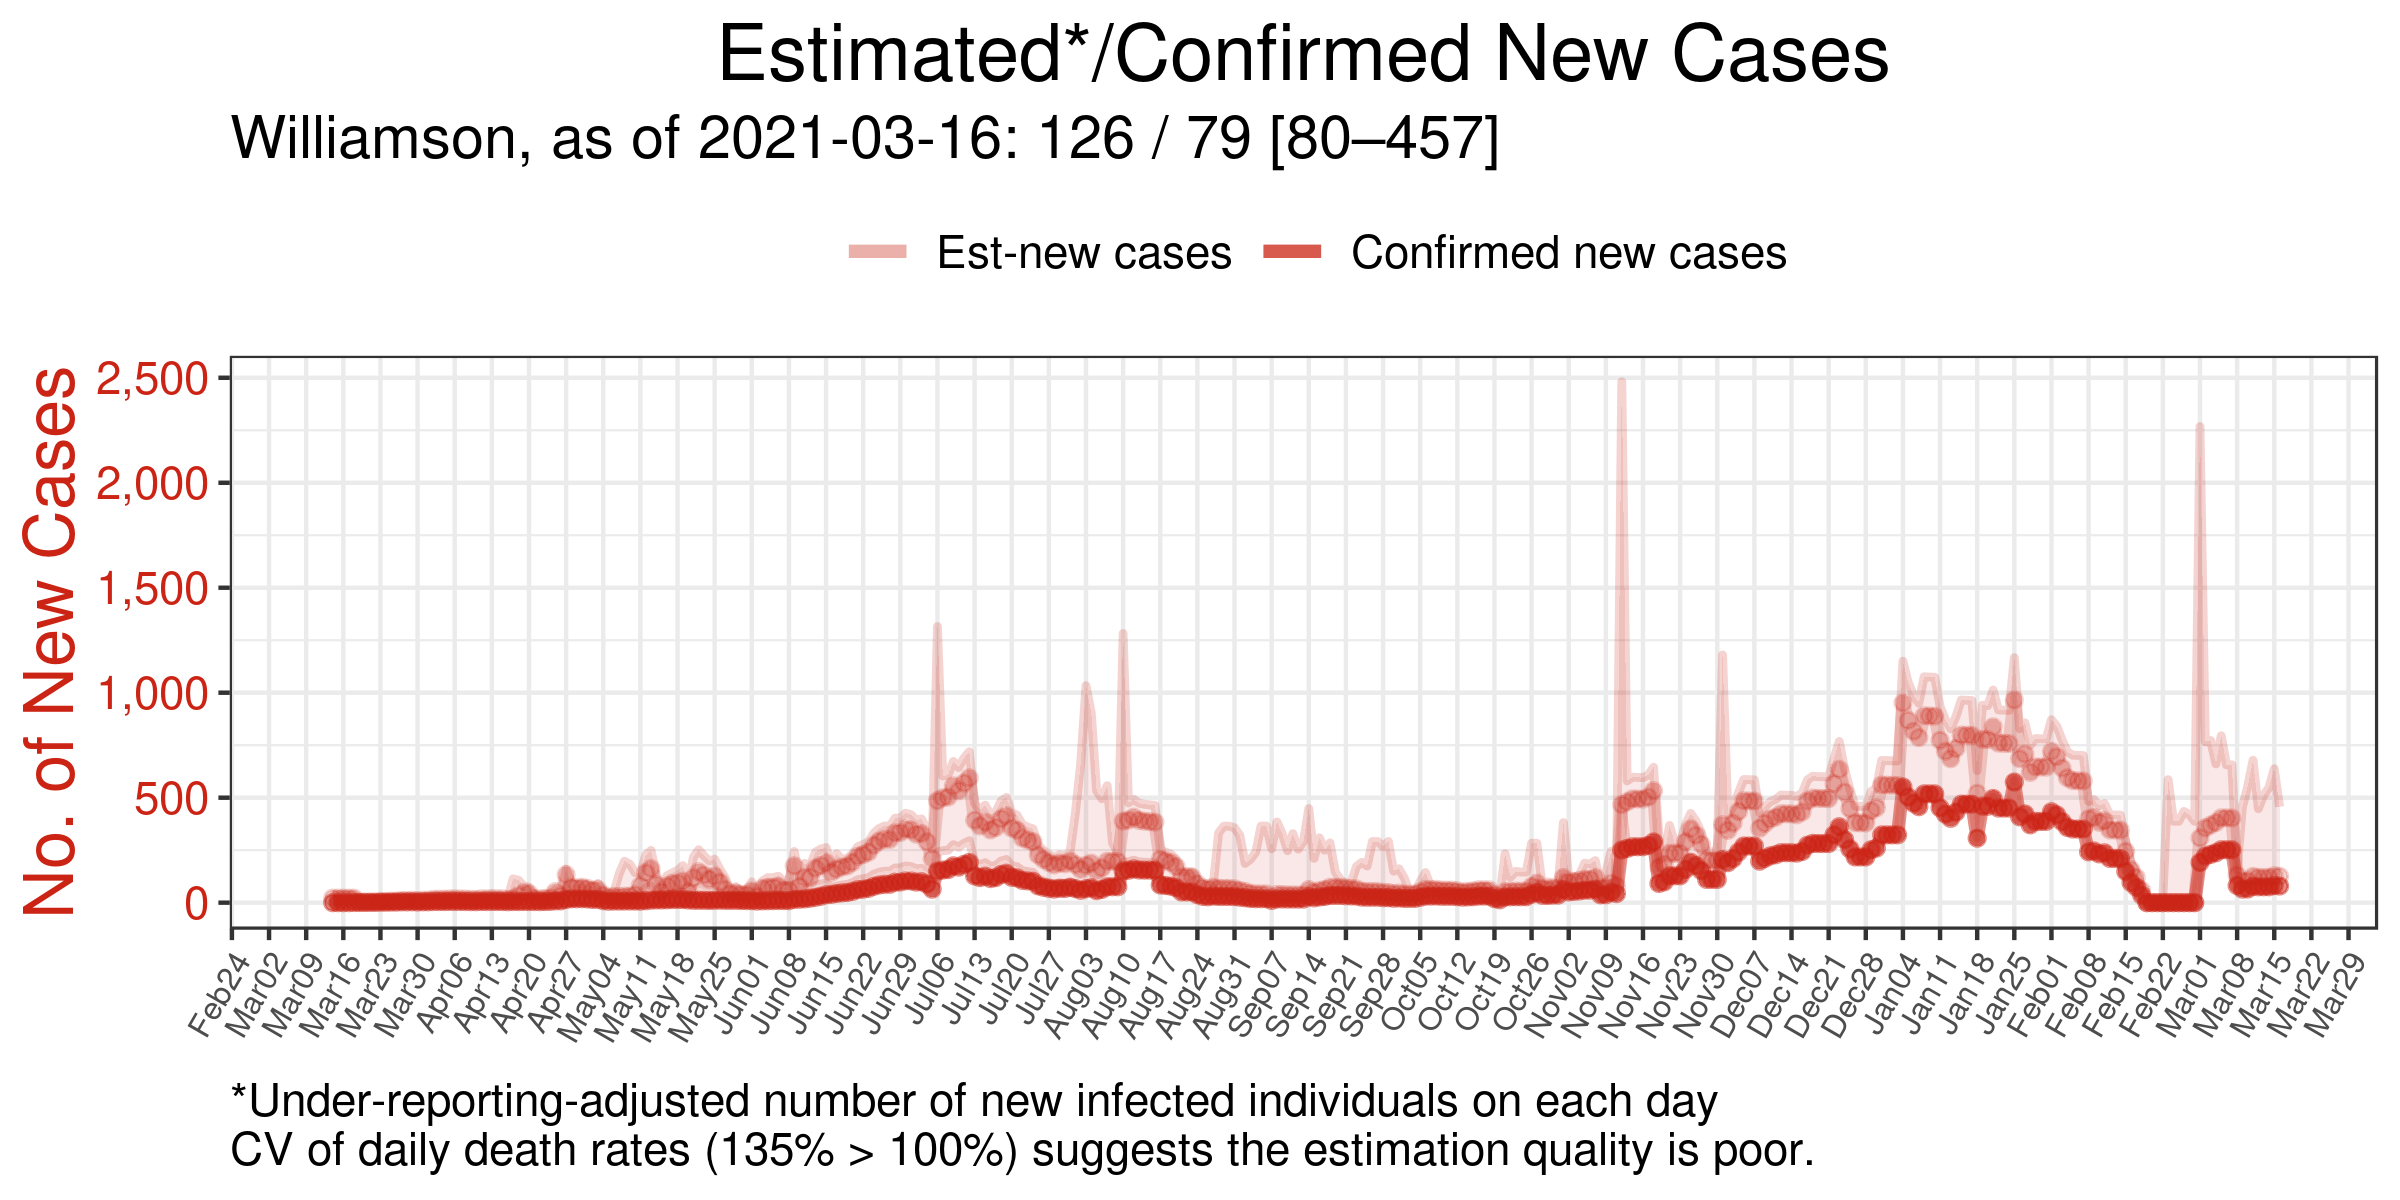 Estimated*/Confirmed New Cases
Williamson, as of 2021-03-16: 126 / 79 [80–457]
Est-new cases Confirmed new cases
No. of New Cases
2,500
2,000
1,500
1,000
500
0
Feb24 Mar02 Mar09 Mar16 Mar23 Mar30 Apr06 Apr13 Apr20 Apr27 May04 May11 May18 May25 Jun01 Jun08 Jun15 Jun22 Jun29 Jul06 Jul13 Jul20 Jul27 Aug03 Aug10 Aug17 Aug24 Aug31 Sep07 Sep14 Sep21 Sep28 Oct05 Oct12 Oct19 Oct26 Nov02 Nov09 Nov16 Nov23 Nov30 Dec07 Dec14 Dec21 Dec28 Jan04 Jan11 Jan18 Jan25 Feb01 Feb08 Feb15 Feb22 Mar01 Mar08 Mar15 Mar22 Mar29
*Under-reporting-adjusted number of new infected individuals on each day
CV of daily death rates (135% > 100%) suggests the estimation quality is poor.